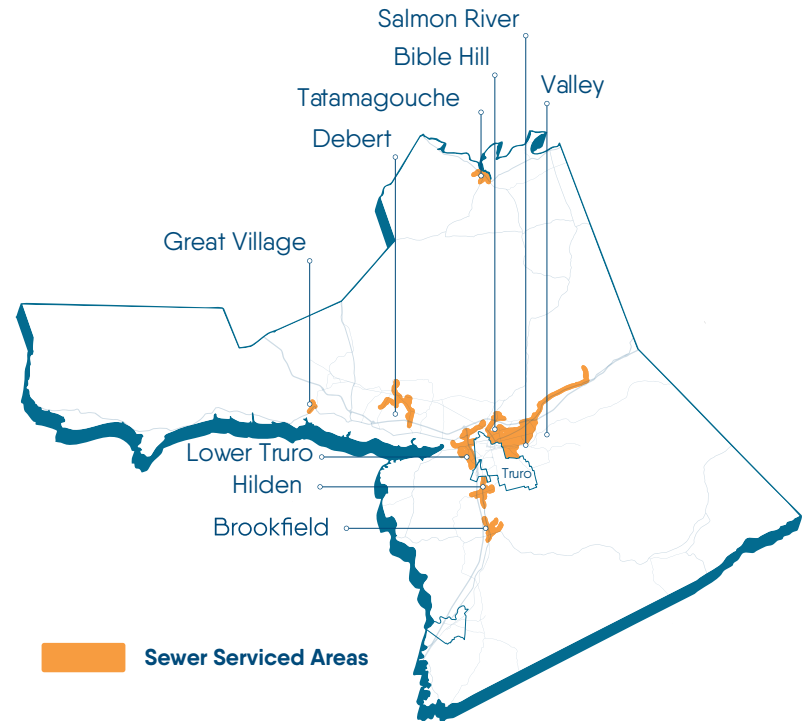 Salmon River
Bible Hill
Valley
Tatamagouche
Debert
Great Village
Lower Truro
Truro
Hilden
Brookfield
Sewer Serviced Areas